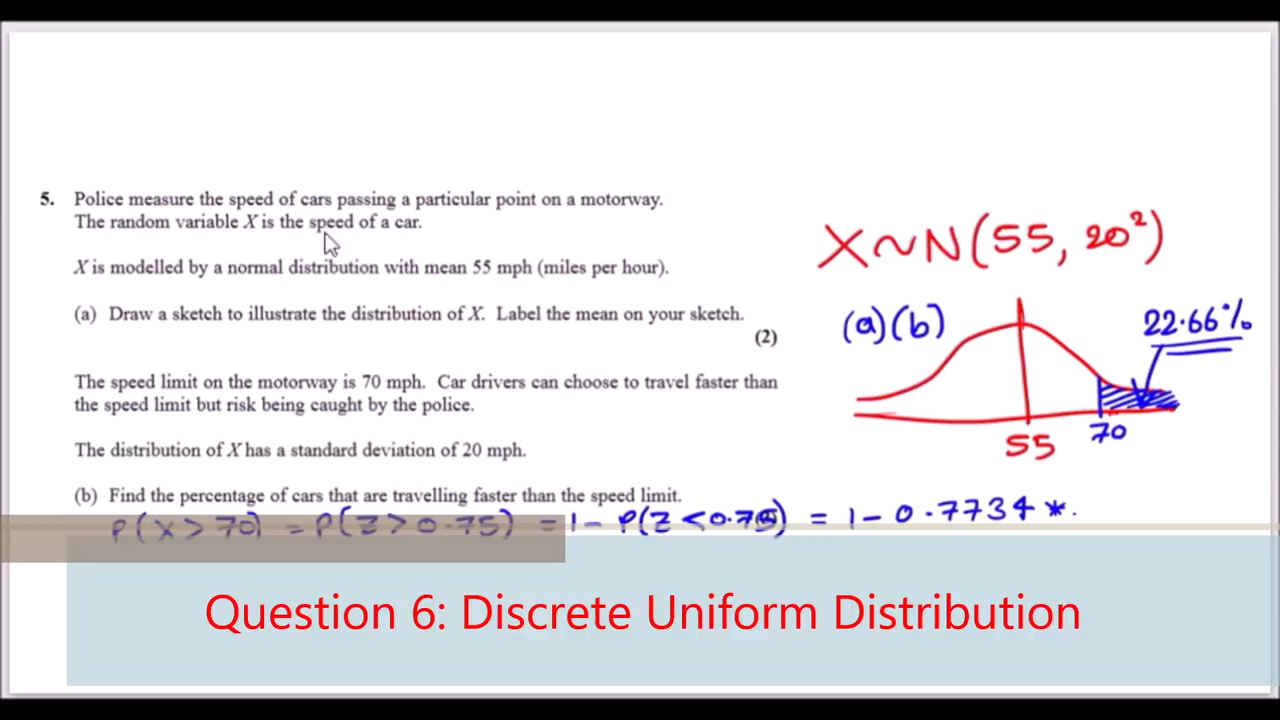 5. Police measure the speed of cars passing a particular point on a motorway.
The random variable X is the speed of a car.
X is modelled by a normal distribution with mean 55 mph (miles per hour).
(a) Draw a sketch to illustrate the distribution of X. Label the mean on your sketch.
(2)
The speed limit on the motorway is 70 mph. Car drivers can choose to travel faster than
the speed limit but risk being caught by the police.
The distribution of X has a standard deviation of 20 mph.
(b) Find the percentage of cars that are travelling faster than the speed limit.
P(X > 70) = P(Z > 0.75) = 1 - P(Z < 0.75) = 1 - 0.7734 *.
X ~ N(55, 20²)
(a)(b)
22.66%
55
70
Question 6: Discrete Uniform Distribution